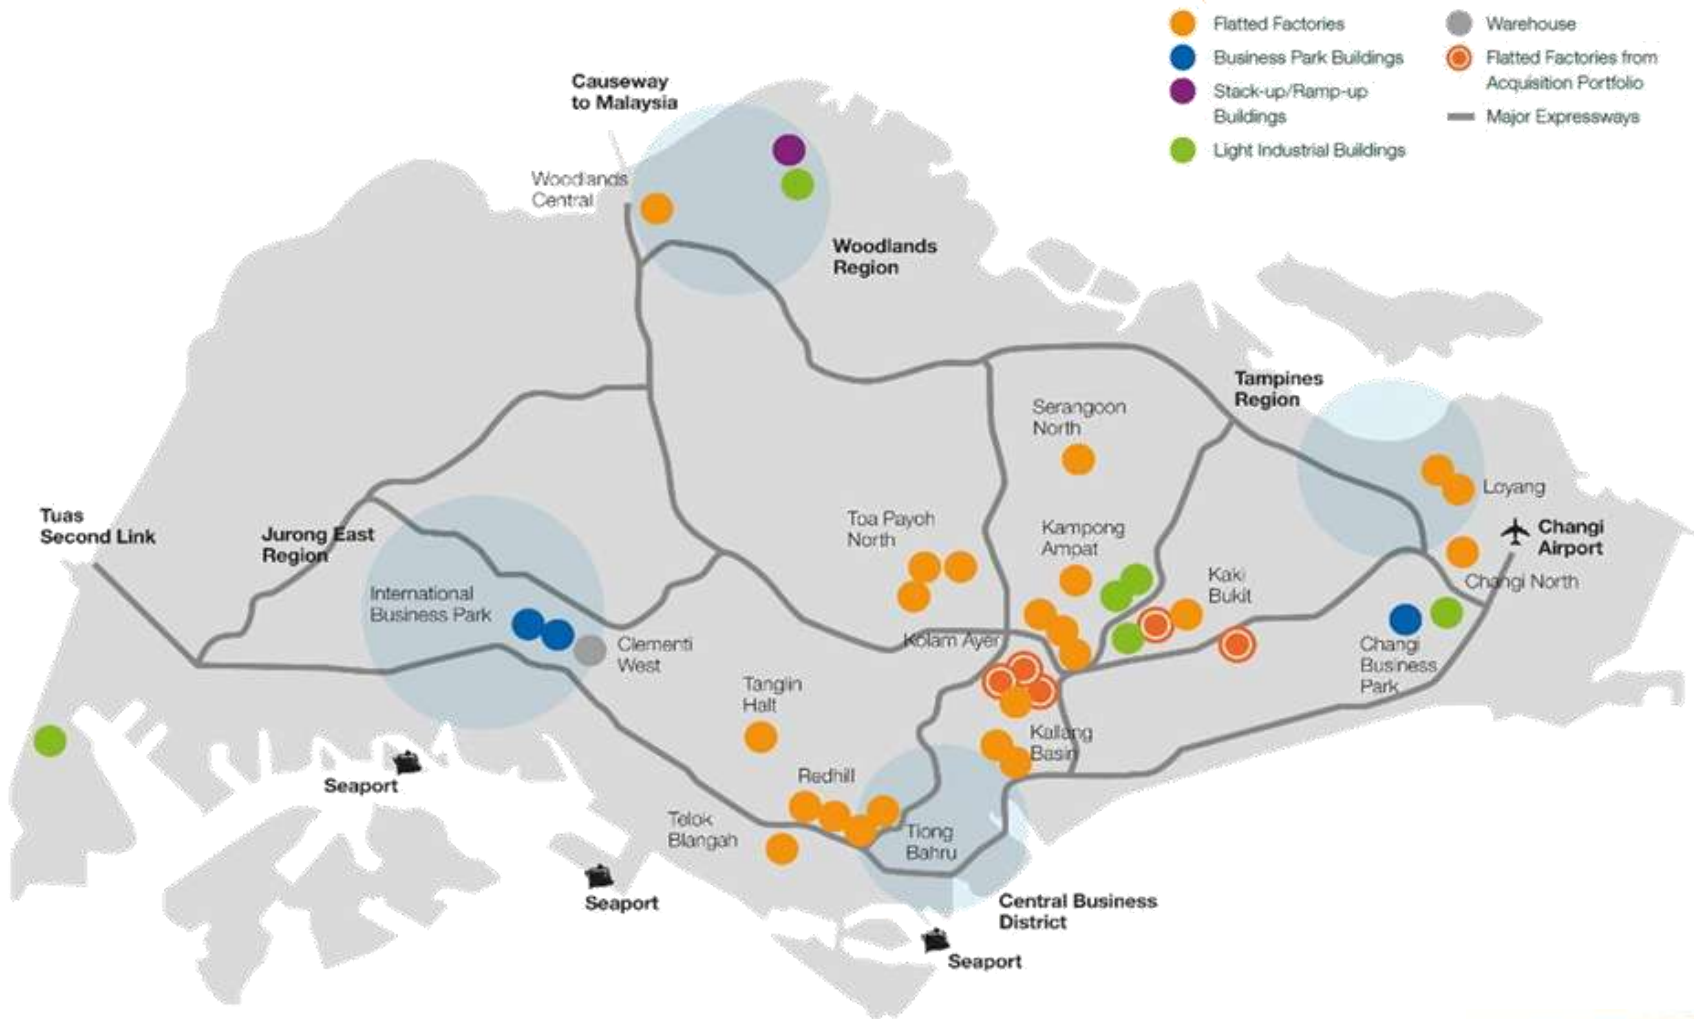 Flatted Factories
Business Park Buildings
Stack-up/Ramp-up
Buildings
Light Industrial Buildings
Warehouse
Flatted Factories from
Acquisition Portfolio
Major Expressways
Causeway
to Malaysia
Woodlands
Central
Woodlands
Region
Tampines
Region
Serangoon
North
Loyang
Tuas
Second Link
Jurong East
Region
Toa Payoh
North
Kampong
Ampat
Changi
Airport
Changi North
Kaki
Bukit
International
Business Park
Clementi
West
Kolam Ayer
Changi
Business
Park
Tanglin
Halt
Kallang
Basin
Seaport
Redhill
Telok
Blangah
Tiong
Bahru
Seaport
Central Business
District
Seaport